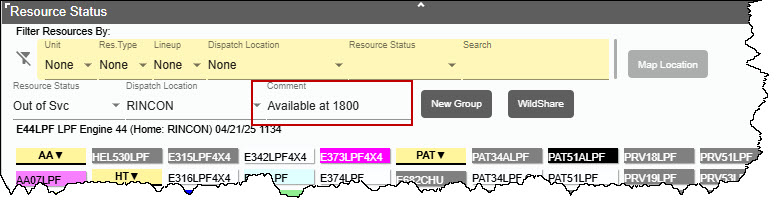 Resource Status
Filter Resources By:
Unit Res.Type Lineup Dispatch Location Resource Status Search
None None None None Map Location
Resource Status Dispatch Location Comment
Out of Svc RINCON Available at 1800 New Group WildShare
E44LPF LPF Engine 44 (Home: RINCON) 04/21/25 1134
AA▼ HEL530LPF E315LPF4X4 E342LPF4X4 E373LPF4X4 PAT▼ PAT34ALPF PAT51ALPF PRV18LPF PRV51LPF
AA07LPF HT▼ E316LPF4X4 LPF E374LPF E682CHU PAT34LPF PAT51LPF PRV19LPF PRV53L